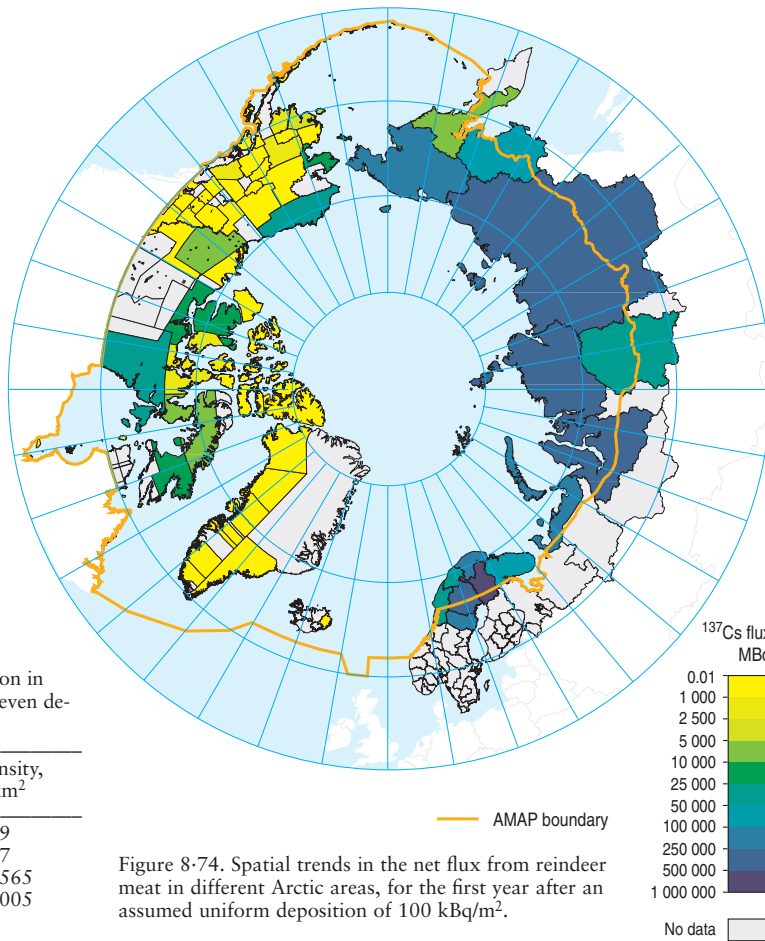 on in
even de-
nsity,
km²
9
7
565
005
¹³⁷Cs flux
MBq
0.01
1 000
2 500
5 000
10 000
25 000
50 000
100 000
250 000
500 000
1 000 000
No data
AMAP boundary
Figure 8·74. Spatial trends in the net flux from reindeer
meat in different Arctic areas, for the first year after an
assumed uniform deposition of 100 kBq/m².